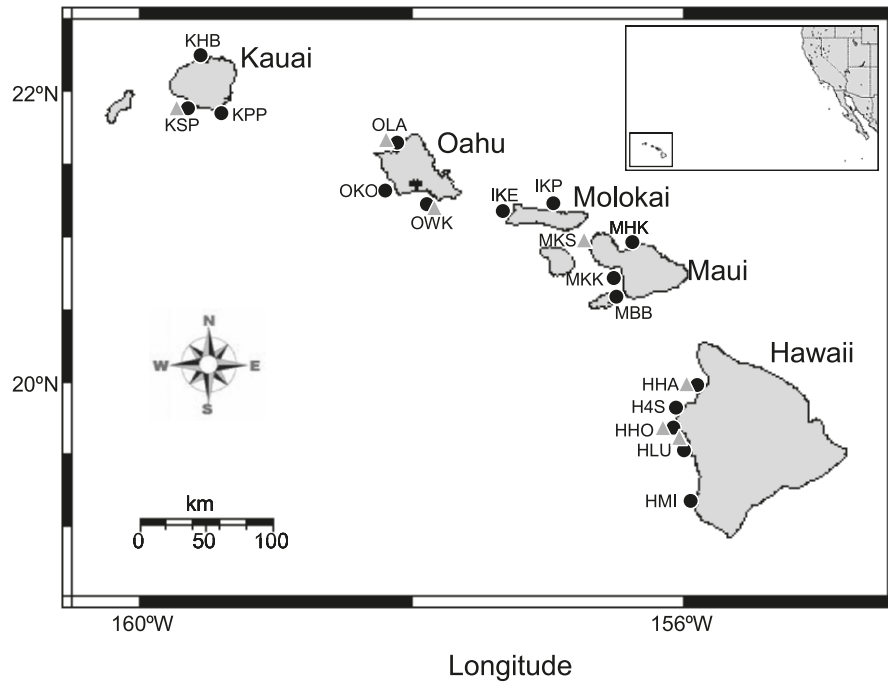 KHB
Kauai
22ºN
KSP
KPP
OLA
Oahu
OKO
OWK
IKE
IKP
Molokai
MKS
MHK
MKK
Maui
MBB
N
W
E
S
Hawaii
20ºN
HHA
H4S
HHO
HLU
HMI
km
0
50
100
160ºW
156ºW
Longitude